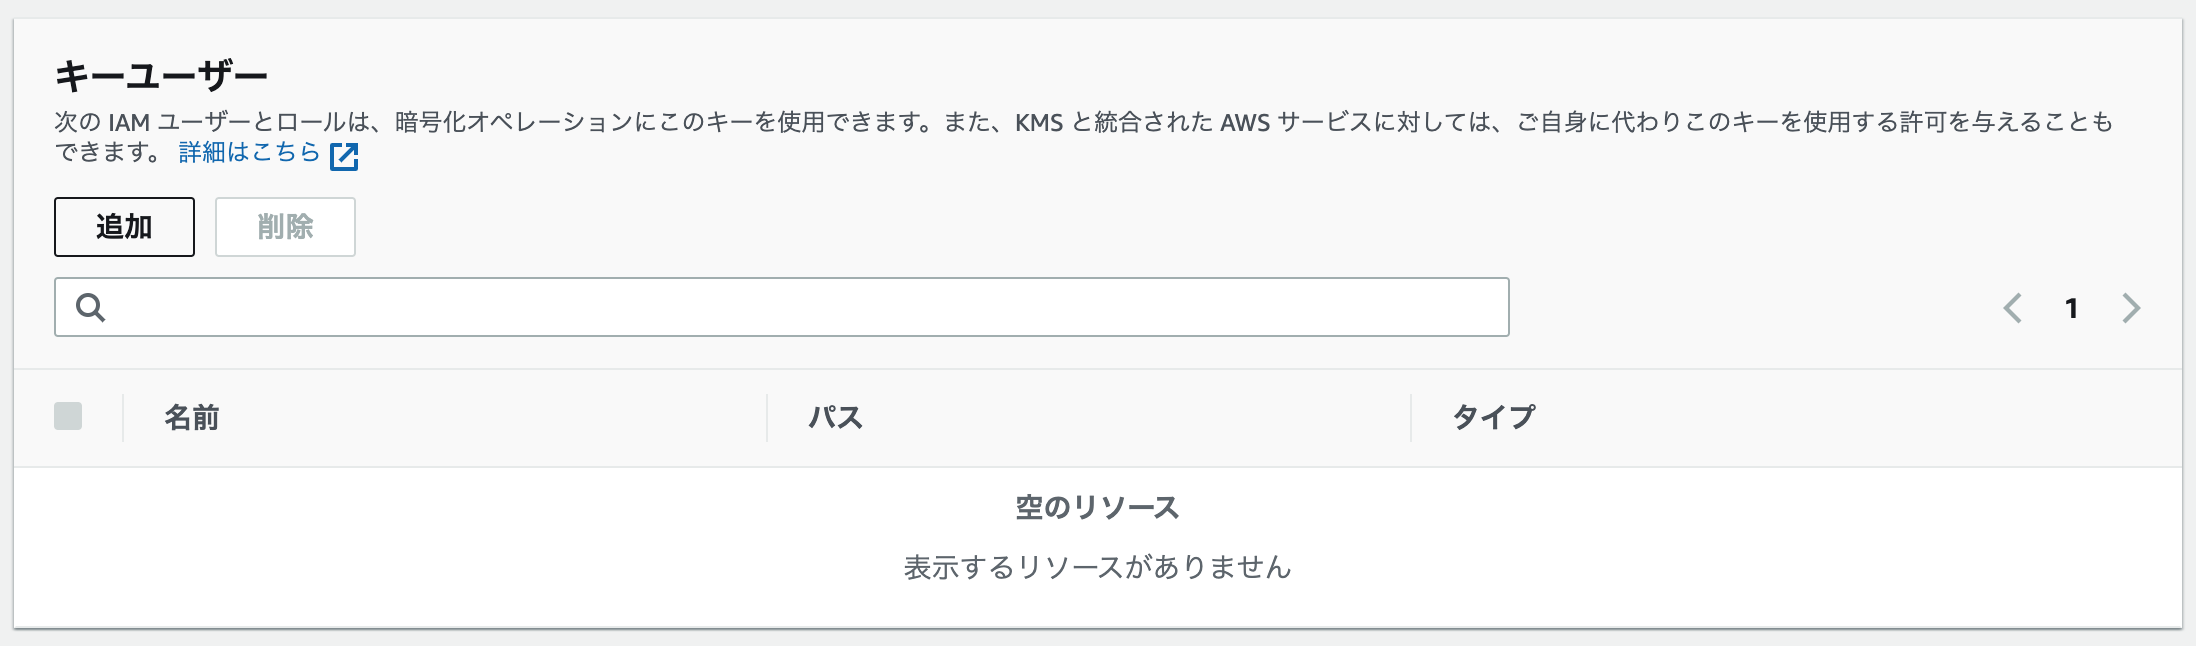 キーユーザー
次の IAM ユーザーとロールは、暗号化オペレーションにこのキーを使用できます。また、KMS と統合された AWS サービスに対しては、ご自身に代わりこのキーを使用する許可を与えることも
できます。 詳細はこちら
追加 削除
1
名前 パス タイプ
空のリソース
表示するリソースがありません